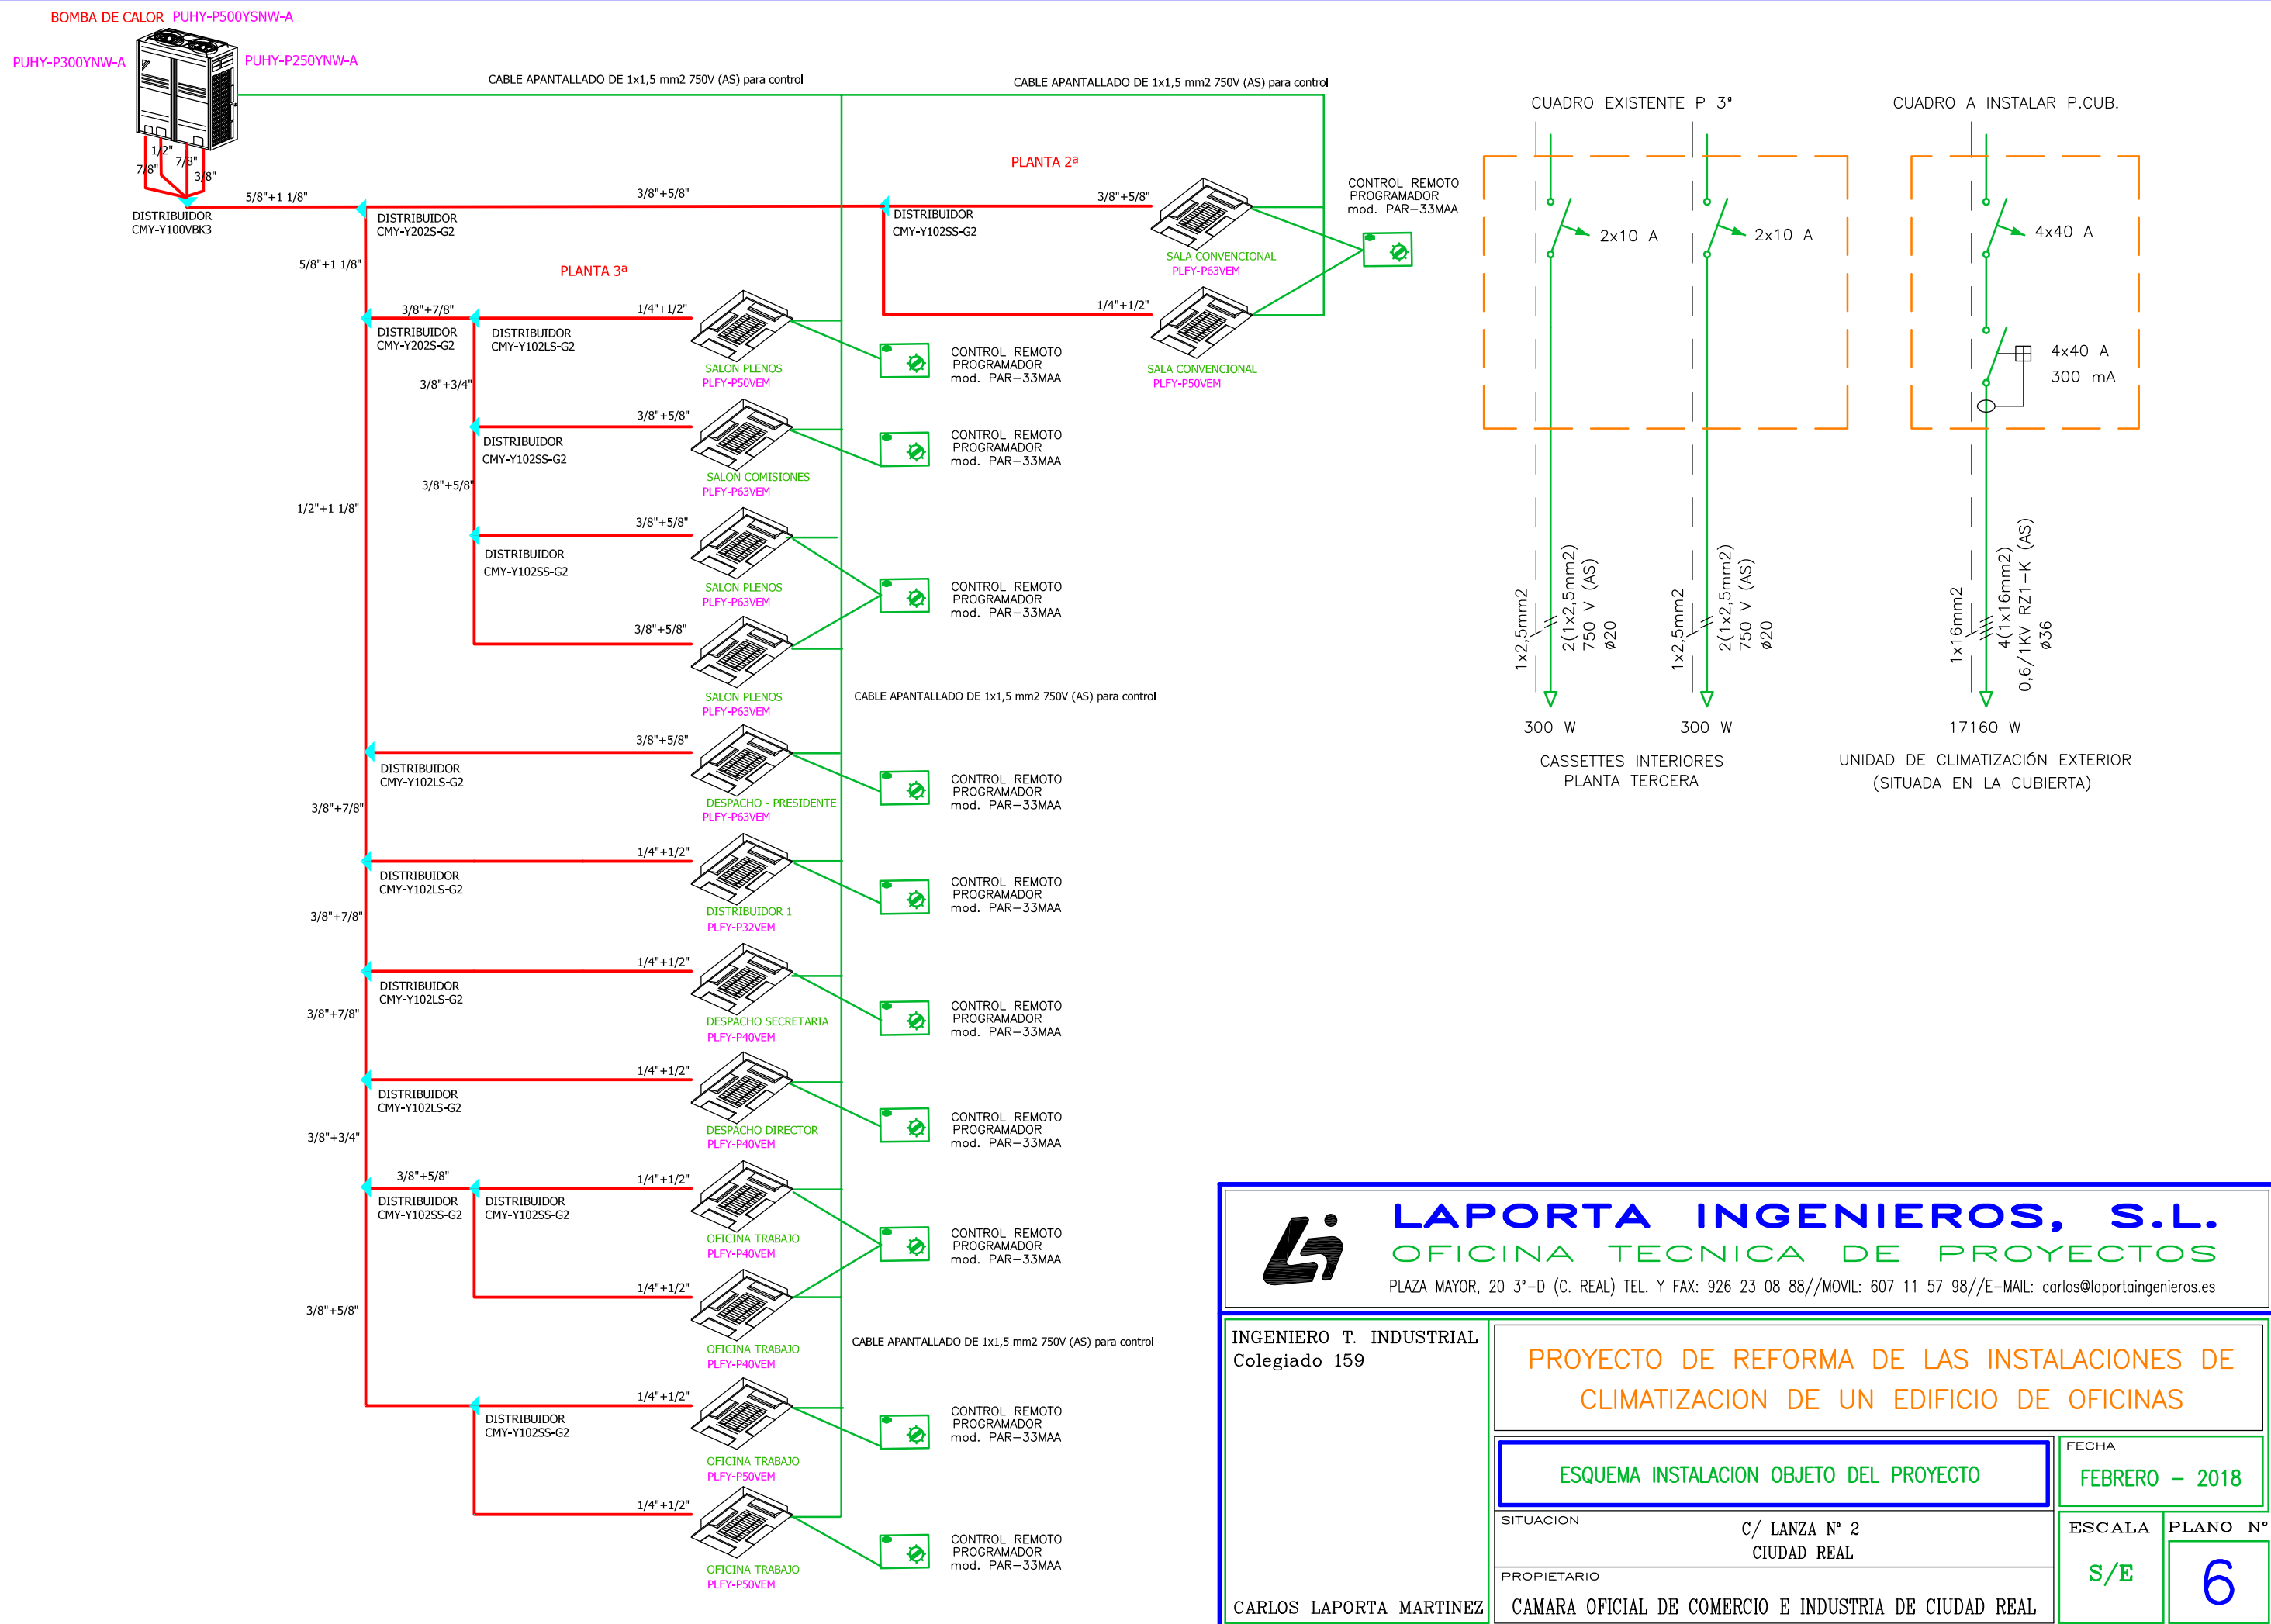 BOMBA DE CALOR PUHY-P500YSNW-A
PUHY-P300YNW-A
PUHY-P250YNW-A
CABLE APANTALLADO DE 1x1,5 mm2 750V (AS) para control
CABLE APANTALLADO DE 1x1,5 mm2 750V (AS) para control
7/8"
1/2"
7/8"
3/8"
DISTRIBUIDOR
CMY-Y100VBK3
5/8"+1 1/8"
DISTRIBUIDOR
CMY-Y202S-G2
3/8"+5/8"
PLANTA 2ª
DISTRIBUIDOR
CMY-Y102SS-G2
3/8"+5/8"
SALA CONVENCIONAL
PLFY-P63VEM
CONTROL REMOTO
PROGRAMADOR
mod. PAR-33MAA
1/4"+1/2"
SALA CONVENCIONAL
PLFY-P50VEM
5/8"+1 1/8"
PLANTA 3ª
3/8"+7/8"
DISTRIBUIDOR
CMY-Y202S-G2
DISTRIBUIDOR
CMY-Y102LS-G2
1/4"+1/2"
SALON PLENOS
PLFY-P50VEM
CONTROL REMOTO
PROGRAMADOR
mod. PAR-33MAA
3/8"+3/4"
3/8"+5/8"
DISTRIBUIDOR
CMY-Y102SS-G2
SALON COMISIONES
PLFY-P63VEM
CONTROL REMOTO
PROGRAMADOR
mod. PAR-33MAA
3/8"+5/8"
1/2"+1 1/8"
3/8"+5/8"
DISTRIBUIDOR
CMY-Y102SS-G2
SALON PLENOS
PLFY-P63VEM
CONTROL REMOTO
PROGRAMADOR
mod. PAR-33MAA
3/8"+5/8"
SALON PLENOS
PLFY-P63VEM
CABLE APANTALLADO DE 1x1,5 mm2 750V (AS) para control
3/8"+5/8"
DISTRIBUIDOR
CMY-Y102LS-G2
DESPACHO - PRESIDENTE
PLFY-P63VEM
CONTROL REMOTO
PROGRAMADOR
mod. PAR-33MAA
3/8"+7/8"
1/4"+1/2"
DISTRIBUIDOR
CMY-Y102LS-G2
DISTRIBUIDOR 1
PLFY-P32VEM
CONTROL REMOTO
PROGRAMADOR
mod. PAR-33MAA
3/8"+7/8"
1/4"+1/2"
DISTRIBUIDOR
CMY-Y102LS-G2
DESPACHO SECRETARIA
PLFY-P40VEM
CONTROL REMOTO
PROGRAMADOR
mod. PAR-33MAA
3/8"+7/8"
1/4"+1/2"
DISTRIBUIDOR
CMY-Y102LS-G2
DESPACHO DIRECTOR
PLFY-P40VEM
CONTROL REMOTO
PROGRAMADOR
mod. PAR-33MAA
3/8"+3/4"
3/8"+5/8"
DISTRIBUIDOR
CMY-Y102SS-G2
DISTRIBUIDOR
CMY-Y102SS-G2
1/4"+1/2"
OFICINA TRABAJO
PLFY-P40VEM
CONTROL REMOTO
PROGRAMADOR
mod. PAR-33MAA
1/4"+1/2"
3/8"+5/8"
OFICINA TRABAJO
PLFY-P40VEM
CABLE APANTALLADO DE 1x1,5 mm2 750V (AS) para control
1/4"+1/2"
DISTRIBUIDOR
CMY-Y102SS-G2
OFICINA TRABAJO
PLFY-P50VEM
CONTROL REMOTO
PROGRAMADOR
mod. PAR-33MAA
1/4"+1/2"
OFICINA TRABAJO
PLFY-P50VEM
CONTROL REMOTO
PROGRAMADOR
mod. PAR-33MAA
CUADRO EXISTENTE P 3ª
2x10 A
2x10 A
1x2,5mm2
2(1x2,5mm2)
750 V (AS)
ø20
1x2,5mm2
2(1x2,5mm2)
750 V (AS)
ø20
300 W
300 W
CASSETTES INTERIORES
PLANTA TERCERA
CUADRO A INSTALAR P.CUB.
4x40 A
4x40 A
300 mA
1x16mm2
4(1x16mm2)
0,6/1KV RZ1-K (AS)
ø36
17160 W
UNIDAD DE CLIMATIZACIÓN EXTERIOR
(SITUADA EN LA CUBIERTA)
LAPORTA INGENIEROS, S.L.
OFICINA TECNICA DE PROYECTOS
PLAZA MAYOR, 20 3°-D (C. REAL) TEL. Y FAX: 926 23 08 88//MOVIL: 607 11 57 98//E-MAIL: carlos@laportaingenieros.es
INGENIERO T. INDUSTRIAL
Colegiado 159
CARLOS LAPORTA MARTINEZ
PROYECTO DE REFORMA DE LAS INSTALACIONES DE
CLIMATIZACION DE UN EDIFICIO DE OFICINAS
ESQUEMA INSTALACION OBJETO DEL PROYECTO
FECHA
FEBRERO - 2018
SITUACION
C/ LANZA N° 2
CIUDAD REAL
PROPIETARIO
CAMARA OFICIAL DE COMERCIO E INDUSTRIA DE CIUDAD REAL
ESCALA
S/E
PLANO N°
6